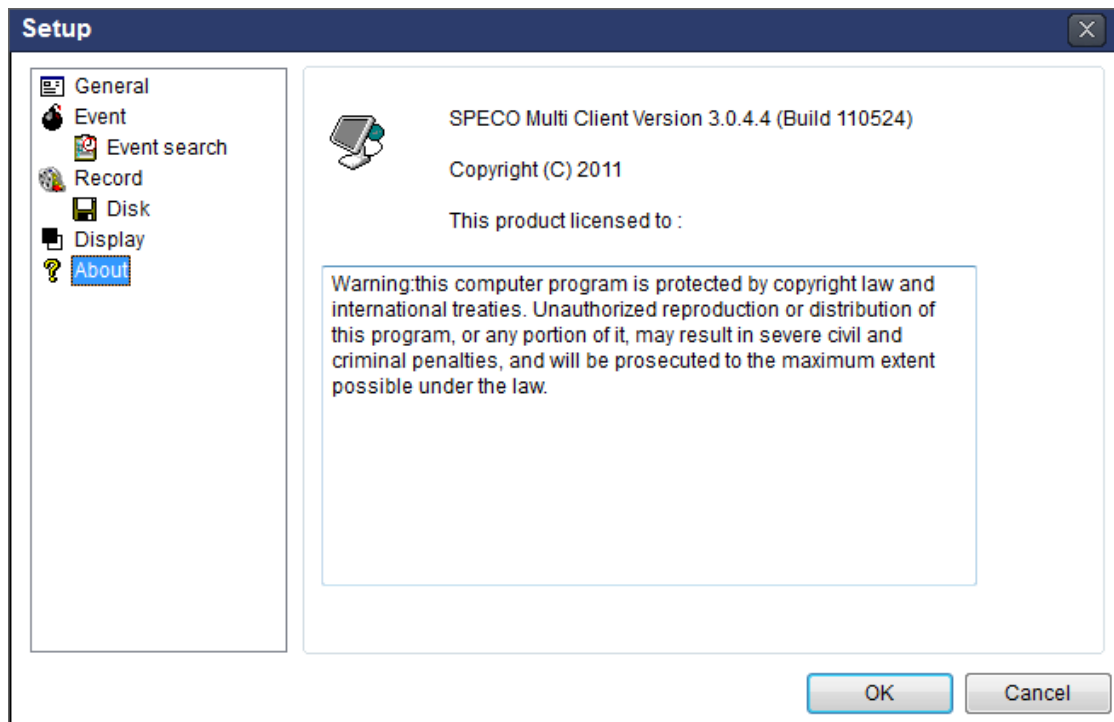 Setup
General
Event
Event search
Record
Disk
Display
About
SPECO Multi Client Version 3.0.4.4 (Build 110524)
Copyright (C) 2011
This product licensed to :
Warning:this computer program is protected by copyright law and
international treaties. Unauthorized reproduction or distribution of
this program, or any portion of it, may result in severe civil and
criminal penalties, and will be prosecuted to the maximum extent
possible under the law.
OK
Cancel